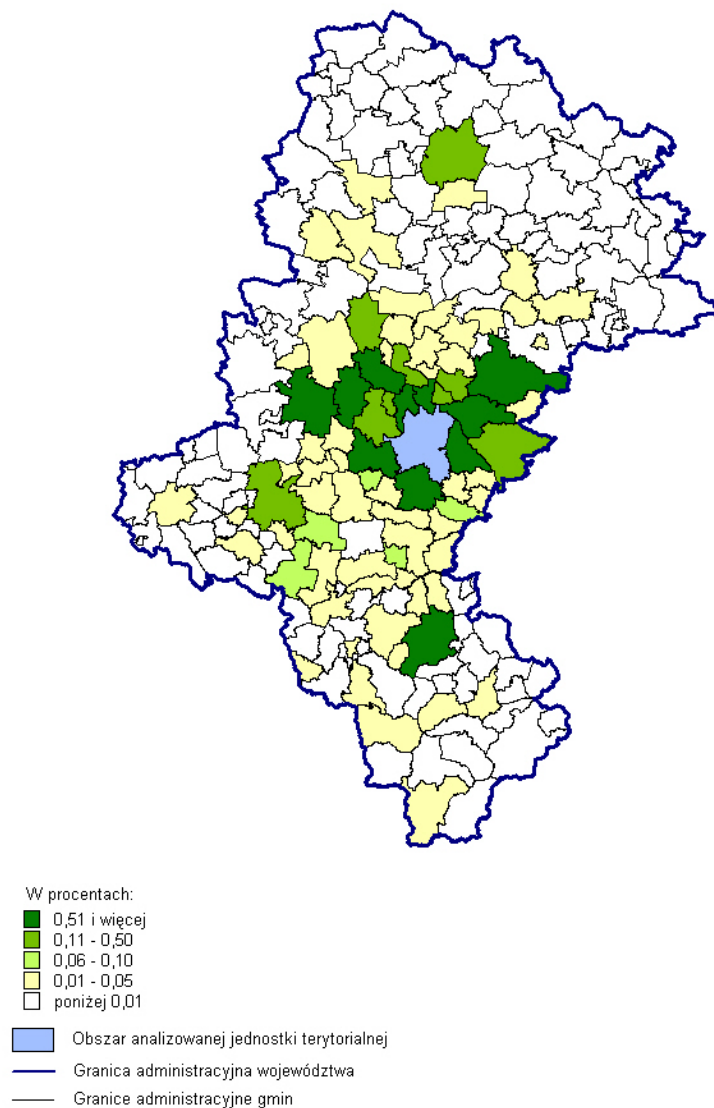 W procentach:
0,51 i więcej
0,11 - 0,50
0,06 - 0,10
0,01 - 0,05
poniżej 0,01
Obszar analizowanej jednostki terytorialnej
Granica administracyjna województwa
Granice administracyjne gmin